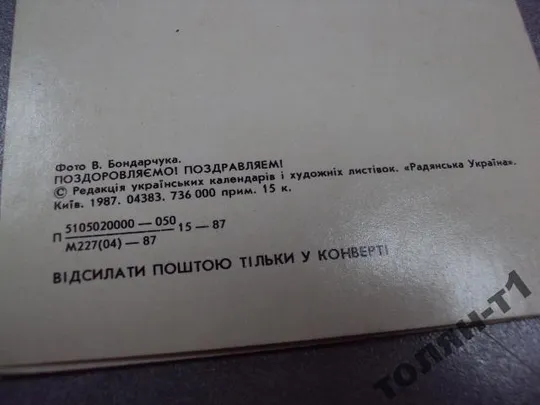 Фото В. Бондарчука.
ПОЗДОРОВЛЯЄМО! ПОЗДРАВЛЯЕМ!
© Редакція українських календарів і художніх листівок. «Радянська Україна».
Київ. 1987. 04383. 736 000 прим. 15 к.
П 5105020000 — 050 15 — 87
М227(04) — 87
ВІДСИЛАТИ ПОШТОЮ ТІЛЬКИ У КОНВЕРТІ
ТОЛЯН-Т1